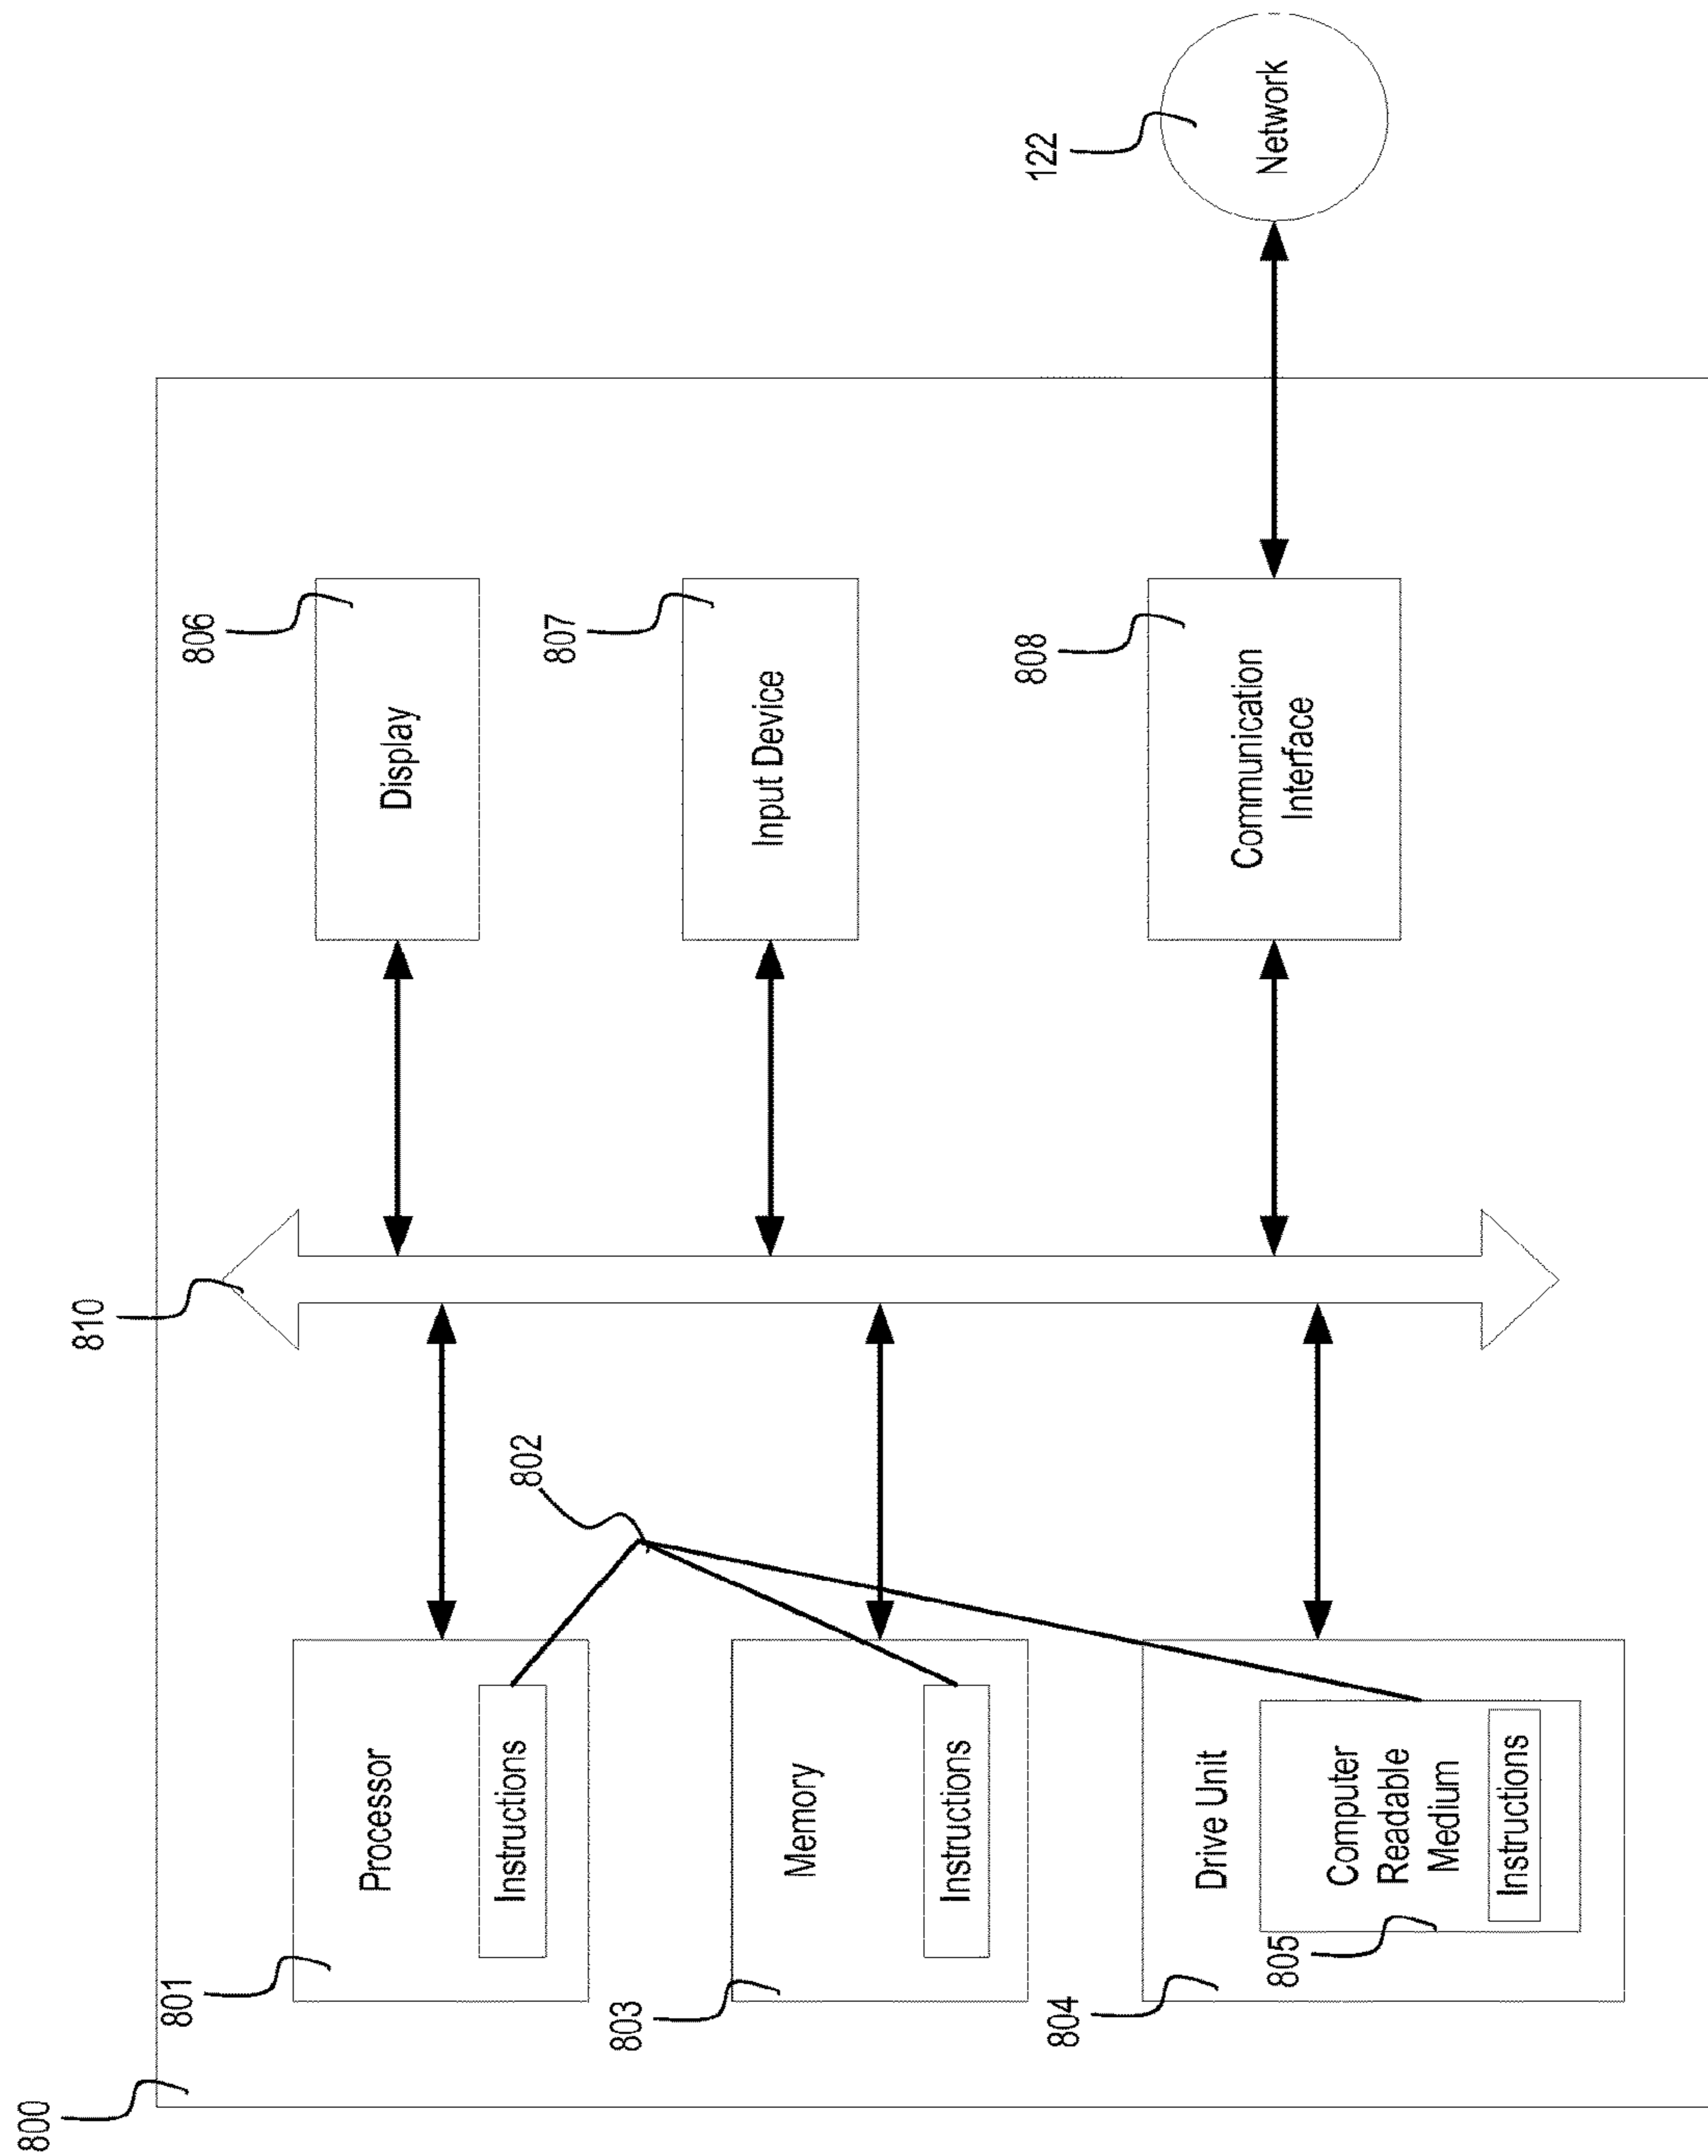 800
810
801
Processor
Instructions
802
806
Display
803
Memory
Instructions
807
Input Device
804
Drive Unit
805
Computer
Readable
Medium
Instructions
808
Communication
Interface
122
Network